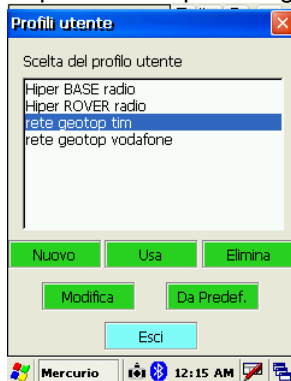 Profili utente
Scelta del profilo utente
Hiper BASE radio
Hiper ROVER radio
rete geotop tim
rete geotop vodafone
Nuovo Usa Elimina
Modifica Da Predef.
Esci
Mercurio 12:15 AM